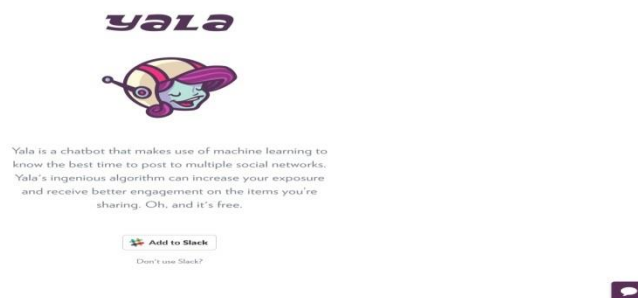 yala
Yala is a chatbot that makes use of machine learning to
know the best time to post to multiple social networks.
Yala's ingenious algorithm can increase your exposure
and receive better engagement on the items you're
sharing. Oh, and it's free.
Add to Slack
Don't use Slack?